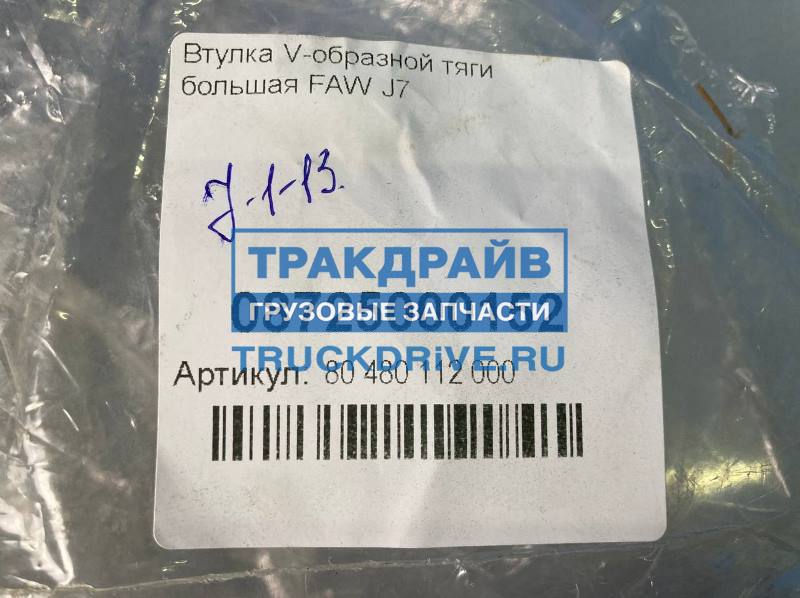 Втулка V-образной тяги
большая FAW J7
J-1-13.
ТРАКДРАЙВ
ГРУЗОВЫЕ ЗАПЧАСТИ
TRUCKDRiVE.RU
Артикул: 80 480 112 000